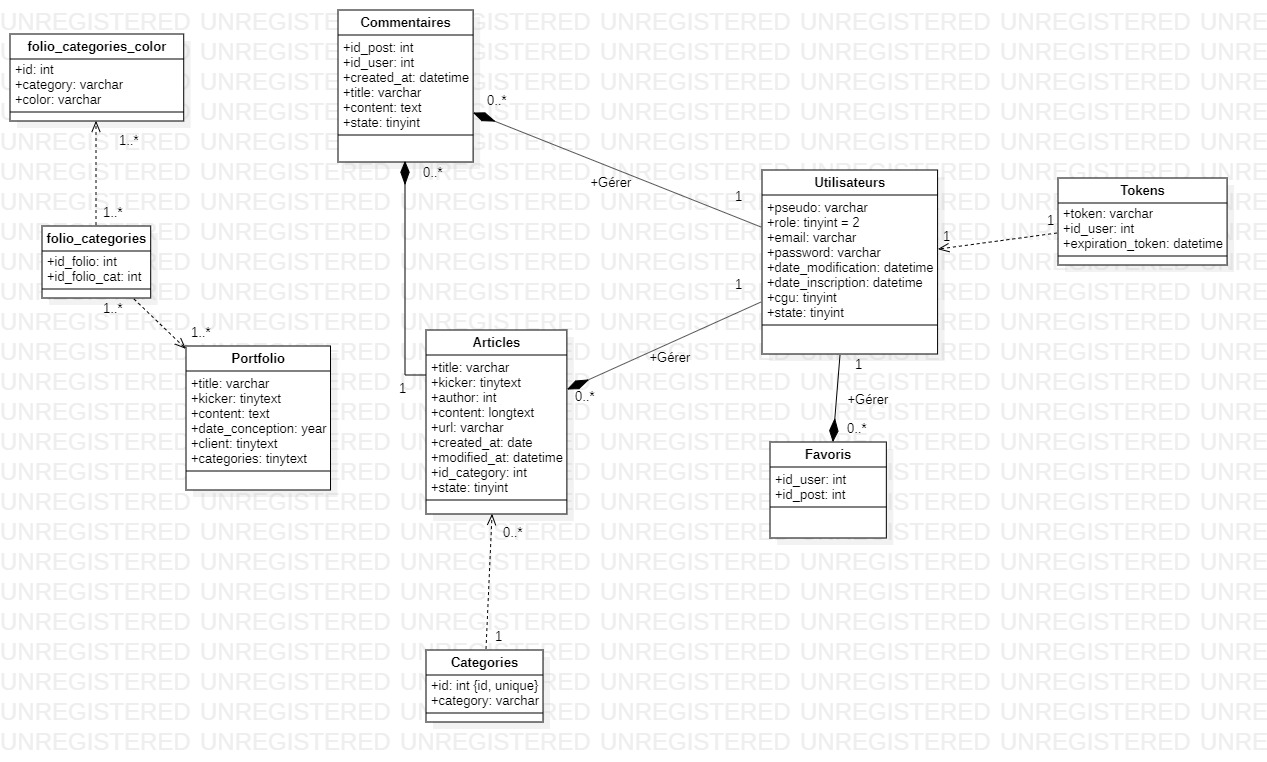 Commentaires
+id_post: int
+id_user: int
+created_at: datetime
+title: varchar
+content: text
+state: tinyint
folio_categories_color
+id: int
+category: varchar
+color: varchar
1..*
1..*
folio_categories
+id_folio: int
+id_folio_cat: int
1..*
1..*
Portfolio
+title: varchar
+kicker: tinytext
+content: text
+date_conception: year
+client: tinytext
+categories: tinytext
0..*
0..*
+Gérer
1
Utilisateurs
+pseudo: varchar
+role: tinyint = 2
+email: varchar
+password: varchar
+date_modification: datetime
+date_inscription: datetime
+cgu: tinyint
+state: tinyint
1
1
Tokens
+token: varchar
+id_user: int
+expiration_token: datetime
1
+Gérer
0..*
1
Articles
+title: varchar
+kicker: tinytext
+author: int
+content: longtext
+url: varchar
+created_at: date
+modified_at: datetime
+id_category: int
+state: tinyint
1
+Gérer
0..*
Favoris
+id_user: int
+id_post: int
0..*
1
Categories
+id: int {id, unique}
+category: varchar
UNREGISTERED UNREGISTERED UNREGISTERED UNREGISTERED UNREGISTERED UNREGISTERED UNRE